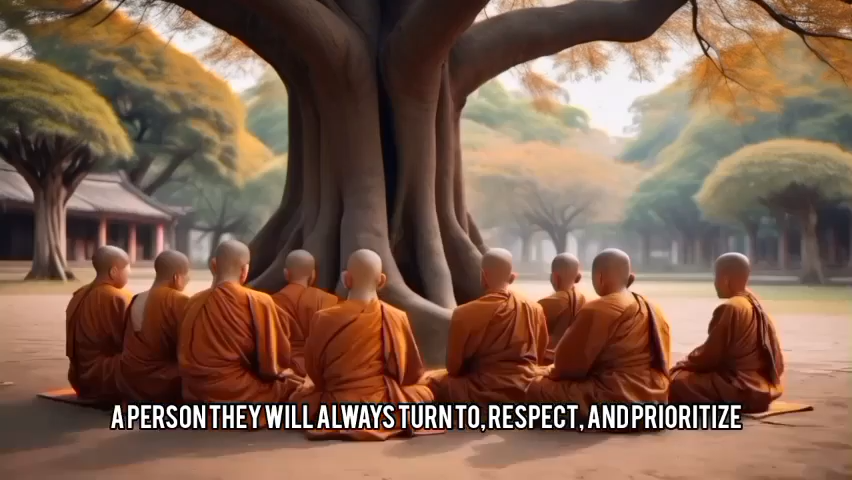 A PERSON THEY WILL ALWAYS TURN TO, RESPECT, AND PRIORITIZE